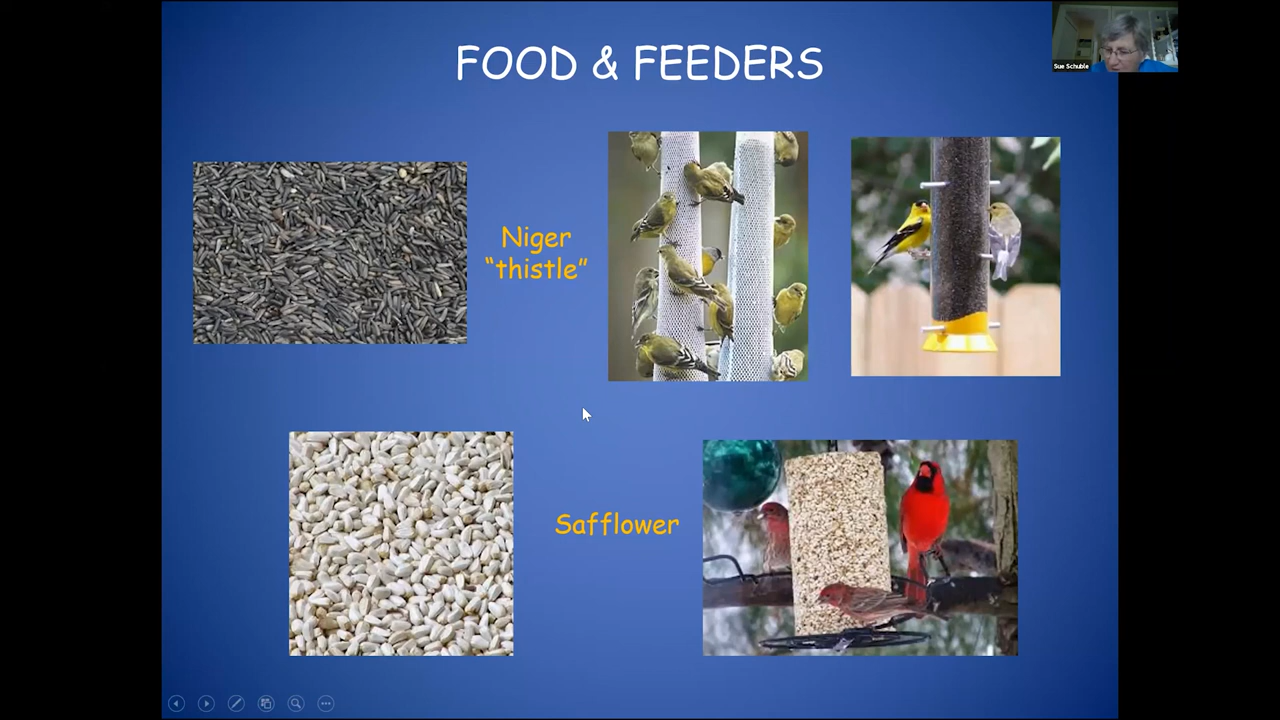 FOOD & FEEDERS
Sue Schuble
Niger
“thistle”
Safflower